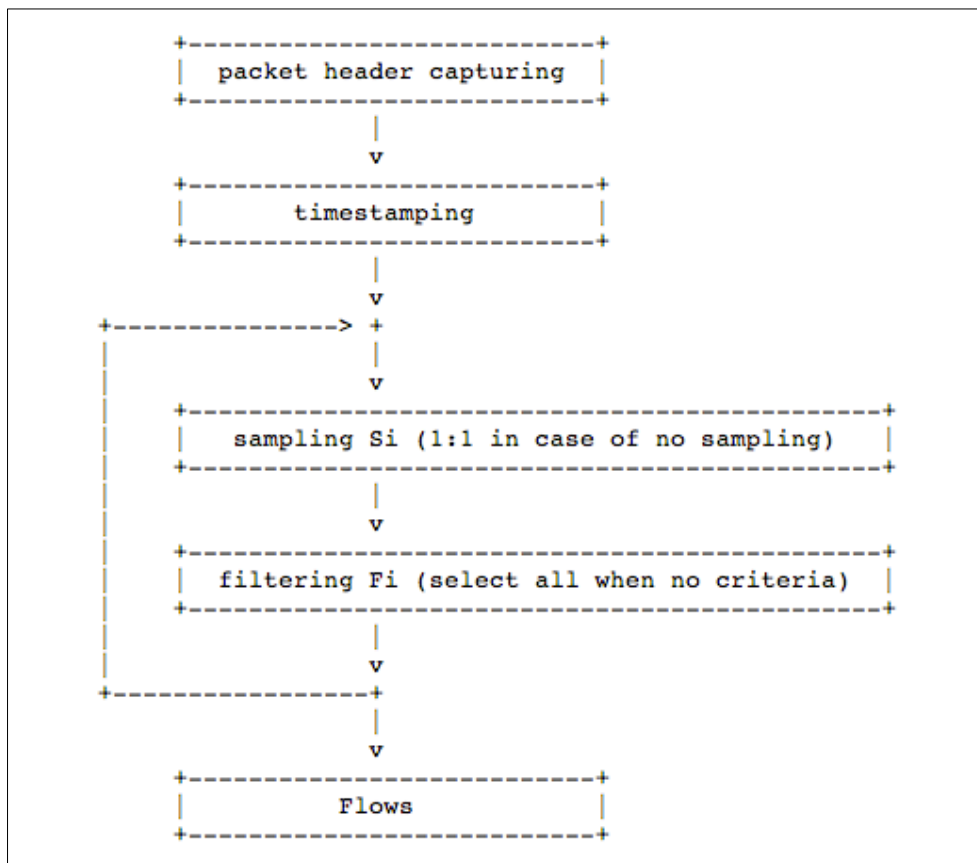 +---------------------------+
|  packet header capturing  |
+---------------------------+
|
v
+---------------------------+
|       timestamping        |
+---------------------------+
|
v
+---------------> +
|               |
|               v
|    +----------------------------------------------+
|    |   sampling Si (1:1 in case of no sampling)   |
|    +----------------------------------------------+
|               |
|               v
|    +----------------------------------------------+
|    |  filtering Fi (select all when no criteria)  |
|    +----------------------------------------------+
|               |
|               v
+-----------------+
|
v
+---------------------------+
|          Flows            |
+---------------------------+